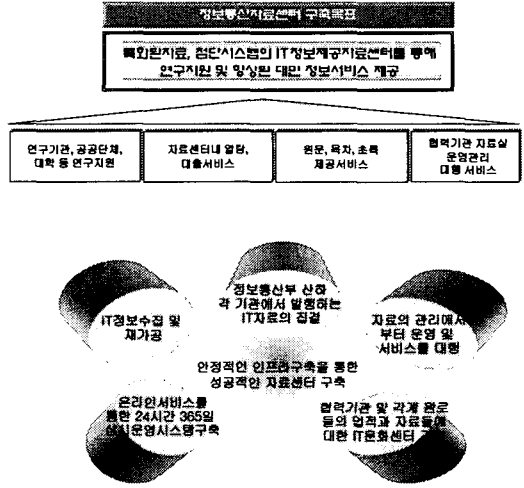 정보통신자료센터 구축목표
특화된자료, 첨단시스템의 IT정보제공자료센터를 통해
연구지원 및 향상된 대민 정보서비스 제공
연구기관, 공공단체,
대학 등 연구지원
자료센터내 열람,
대출서비스
원문, 목차, 초록
제공서비스
협력기관 자료실
운영관리
대행 서비스
정보통신부 산하
각 기관에서 발행하는
IT자료의 집결
IT정보수집 및
재가공
자료의 관리에서
부터 운영 및
서비스를 대행
안정적인 인프라구축을 통한
성공적인 자료센터 구축
온라인서비스를
통한 24시간 365일
상시운영시스템구축
협력기관 및 각계 원로
들의 업적과 자료들에
대한 IT문화센터